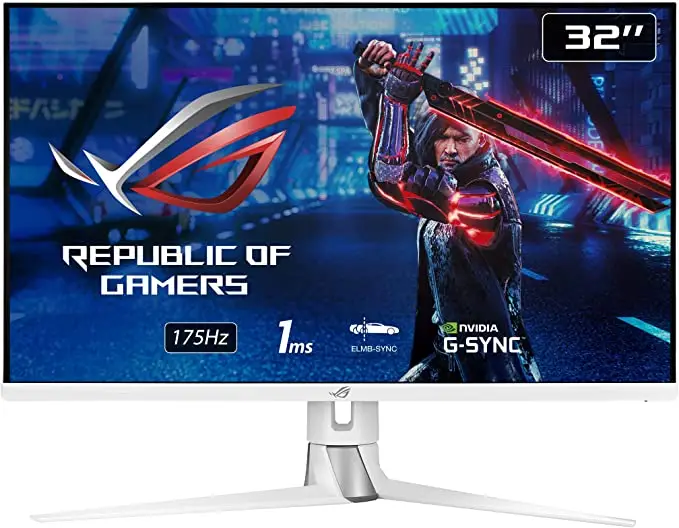 32’’
REPUBLIC OF
GAMERS
175Hz
1ms
ELMB-SYNC
NVIDIA
G-SYNC